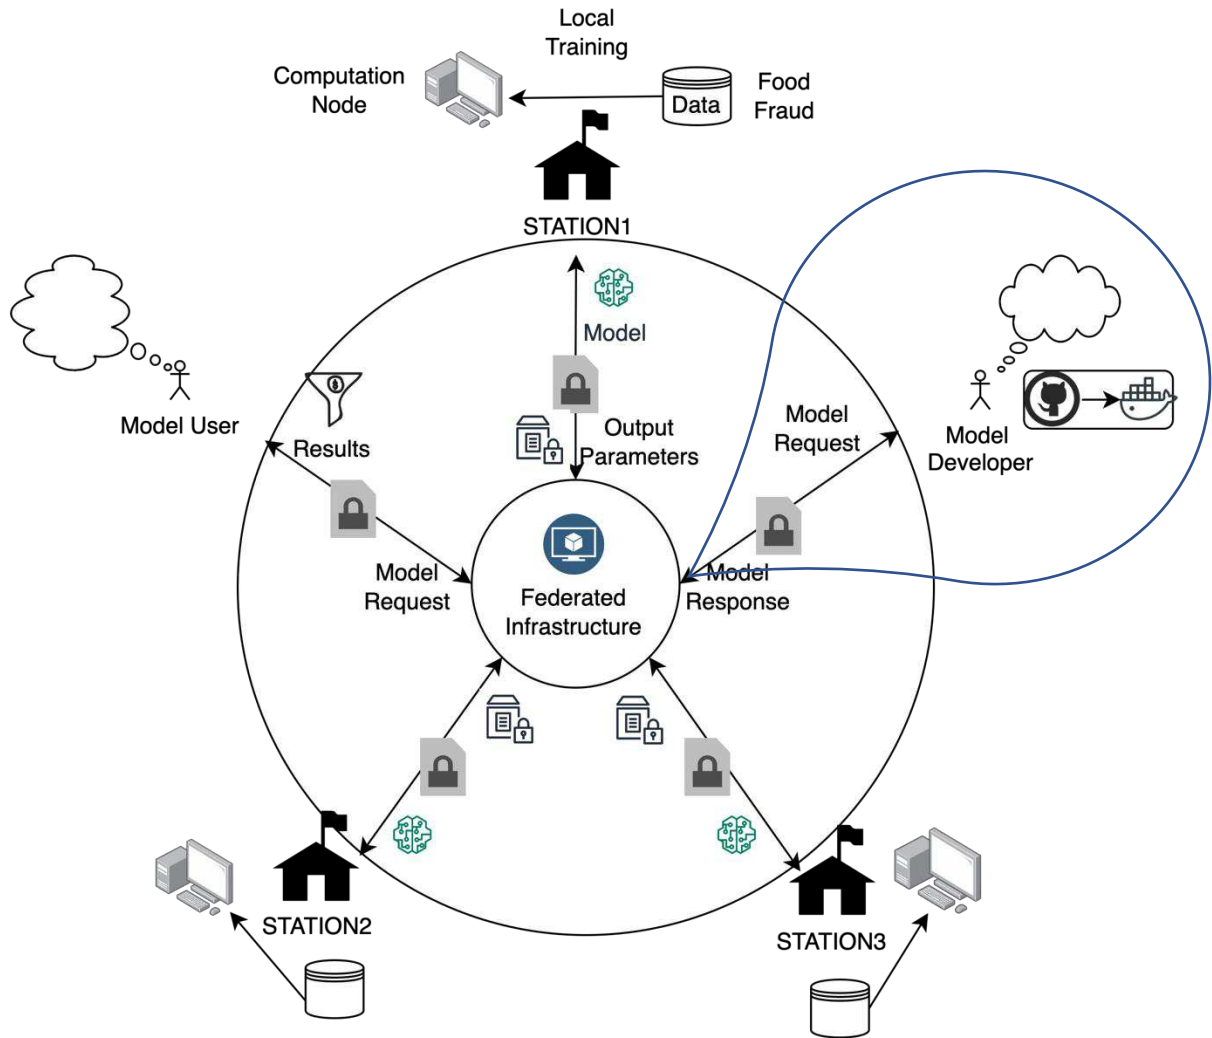 Local
Training
Computation
Node
Data
Food
Fraud
STATION1
Model
Model User
Results
Output
Parameters
Model
Request
Model
Developer
Model
Request
Federated
Infrastructure
Model
Response
STATION2
STATION3